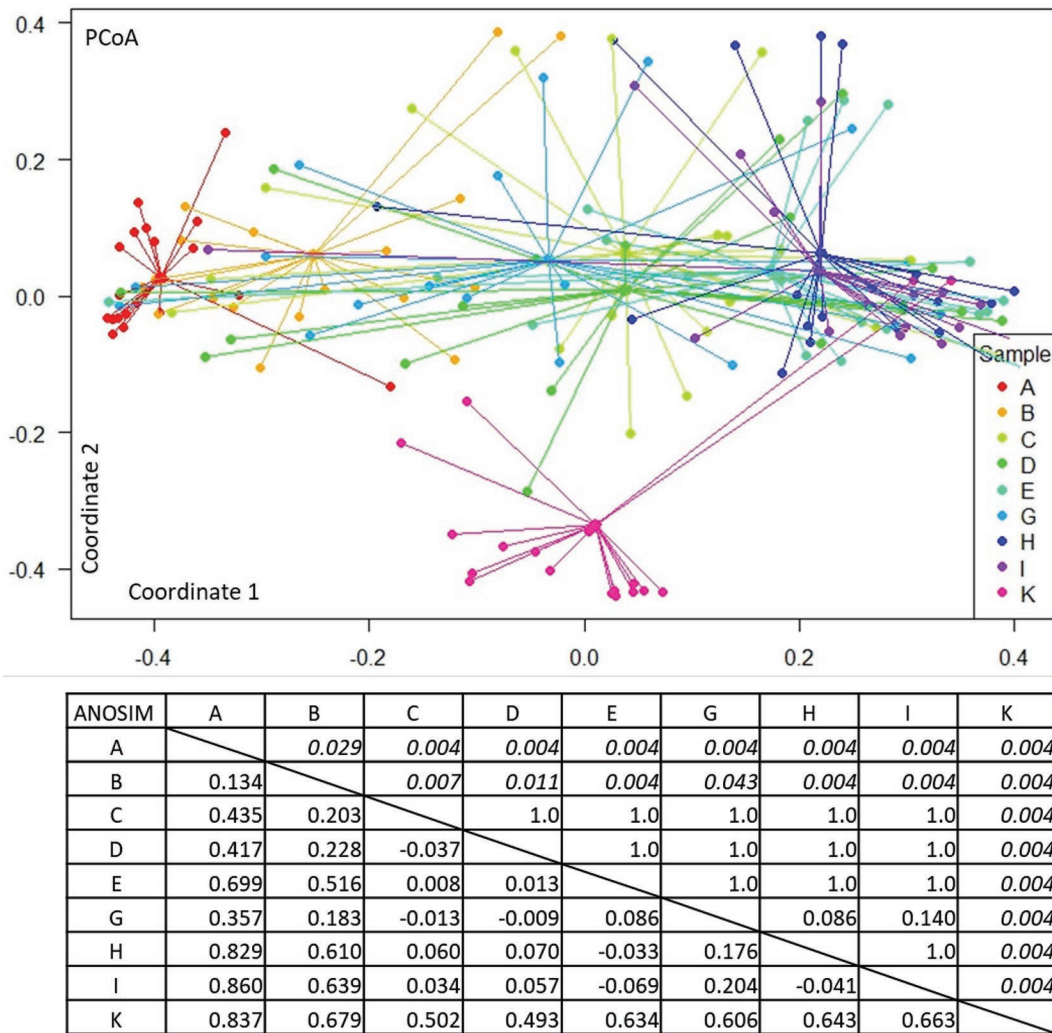 PCoA
0.4
0.2
0.0
-0.2
-0.4
Coordinate 2
Coordinate 1
-0.4 -0.2 0.0 0.2 0.4
Sample
A
B
C
D
E
G
H
I
K
ANOSIM A B C D E G H I K
A 0.029 0.004 0.004 0.004 0.004 0.004 0.004 0.004
B 0.134 0.007 0.011 0.004 0.043 0.004 0.004 0.004
C 0.435 0.203 1.0 1.0 1.0 1.0 1.0 0.004
D 0.417 0.228 -0.037 1.0 1.0 1.0 1.0 0.004
E 0.699 0.516 0.008 0.013 1.0 1.0 1.0 0.004
G 0.357 0.183 -0.013 -0.009 0.086 0.086 0.140 0.004
H 0.829 0.610 0.060 0.070 -0.033 0.176 1.0 0.004
I 0.860 0.639 0.034 0.057 -0.069 0.204 -0.041 0.004
K 0.837 0.679 0.502 0.493 0.634 0.606 0.643 0.663